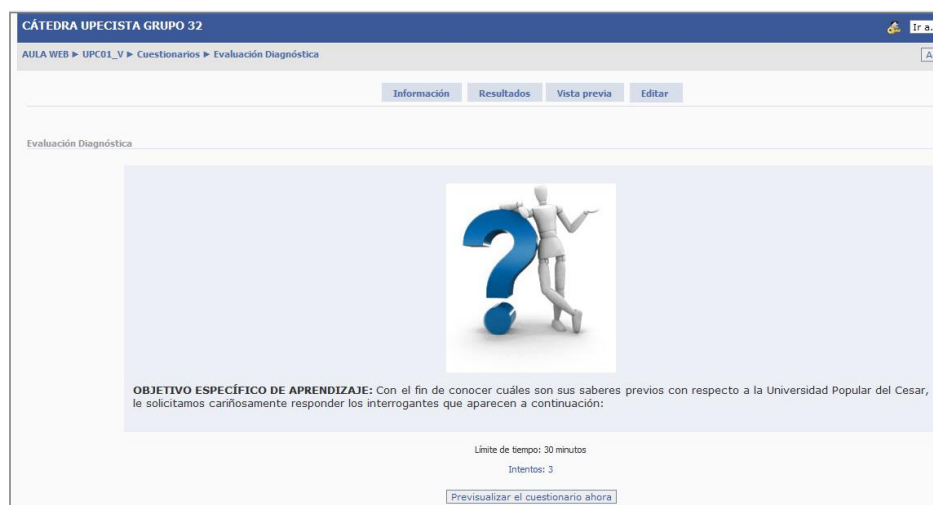 CÁTEDRA UPECISTA GRUPO 32
Ir a.
AULA WEB ► UPC01_V ► Cuestionarios ► Evaluación Diagnóstica
A
Información Resultados Vista previa Editar
Evaluación Diagnóstica
OBJETIVO ESPECÍFICO DE APRENDIZAJE: Con el fin de conocer cuáles son sus saberes previos con respecto a la Universidad Popular del Cesar,
le solicitamos cariñosamente responder los interrogantes que aparecen a continuación:
Límite de tiempo: 30 minutos
Intentos: 3
Previsualizar el cuestionario ahora